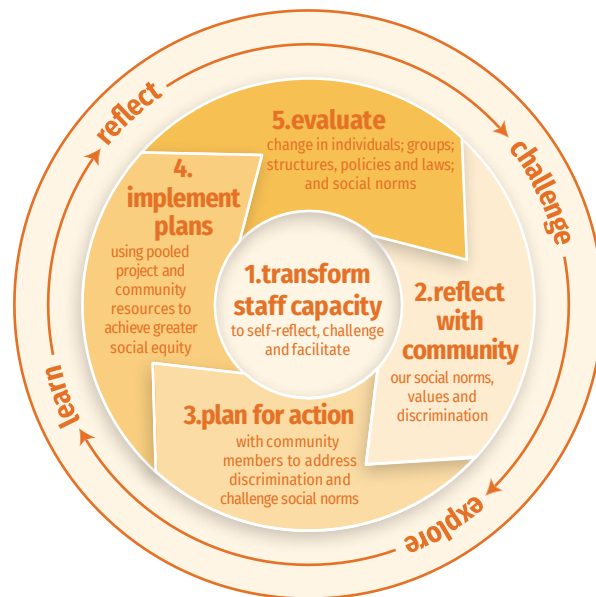 reflect
challenge
explore
learn
1.transform
staff capacity
to self-reflect, challenge
and facilitate
2.reflect
with
community
our social norms,
values and
discrimination
3.plan for action
with community
members to address
discrimination and
challenge social norms
4.
implement
plans
using pooled
project and
community
resources to
achieve greater
social equity
5.evaluate
change in individuals; groups;
structures, policies and laws;
and social norms